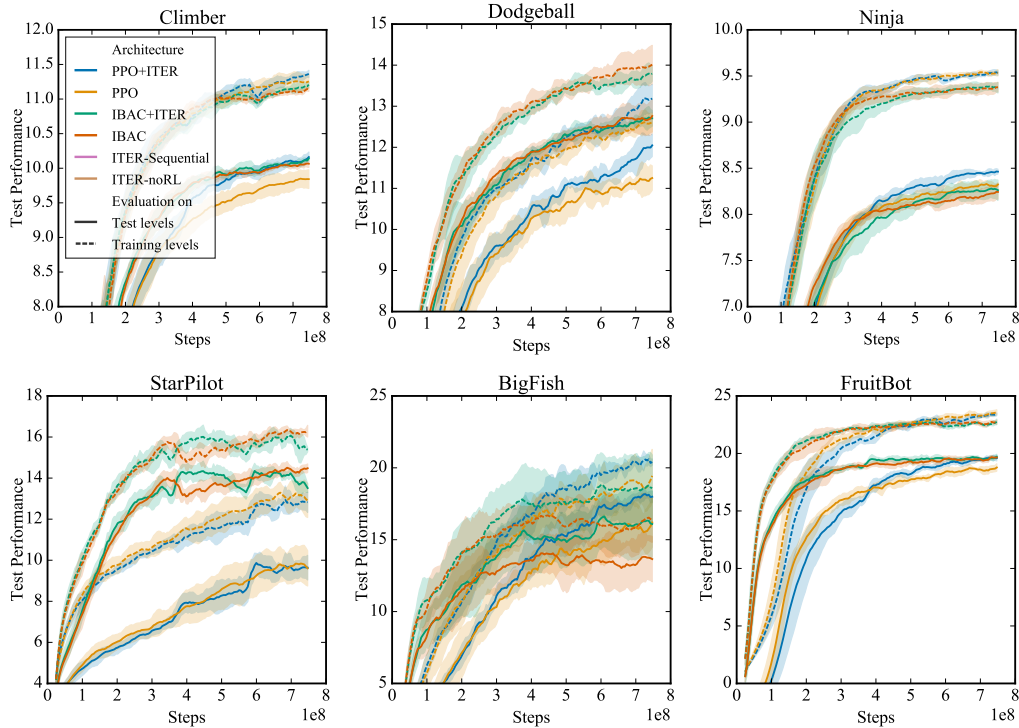 Climber
Dodgeball
Ninja
12.0
11.5
11.0
10.5
10.0
9.5
9.0
8.5
8.0
Test Performance
Architecture
PPO+ITER
PPO
IBAC+ITER
IBAC
ITER-Sequential
ITER-noRL
Evaluation on
Test levels
Training levels
0 1 2 3 4 5 6 7 8
Steps
1e8
15
14
13
12
11
10
9
8
Test Performance
0 1 2 3 4 5 6 7 8
Steps
1e8
10.0
9.5
9.0
8.5
8.0
7.5
7.0
Test Performance
0 1 2 3 4 5 6 7 8
Steps
1e8
StarPilot
BigFish
FruitBot
18
16
14
12
10
8
6
4
Test Performance
0 1 2 3 4 5 6 7 8
Steps
1e8
25
20
15
10
5
Test Performance
0 1 2 3 4 5 6 7 8
Steps
1e8
25
20
15
10
5
0
Test Performance
0 1 2 3 4 5 6 7 8
Steps
1e8